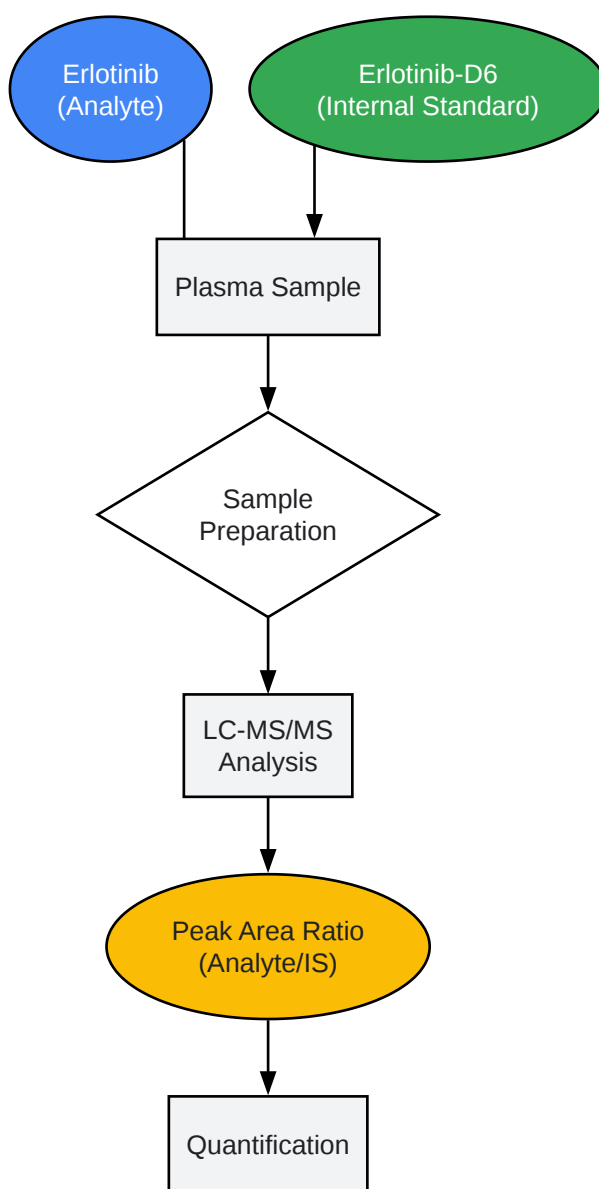 Erlotinib
(Analyte)
Erlotinib-D6
(Internal Standard)
Plasma Sample
Sample
Preparation
LC-MS/MS
Analysis
Peak Area Ratio
(Analyte/IS)
Quantification